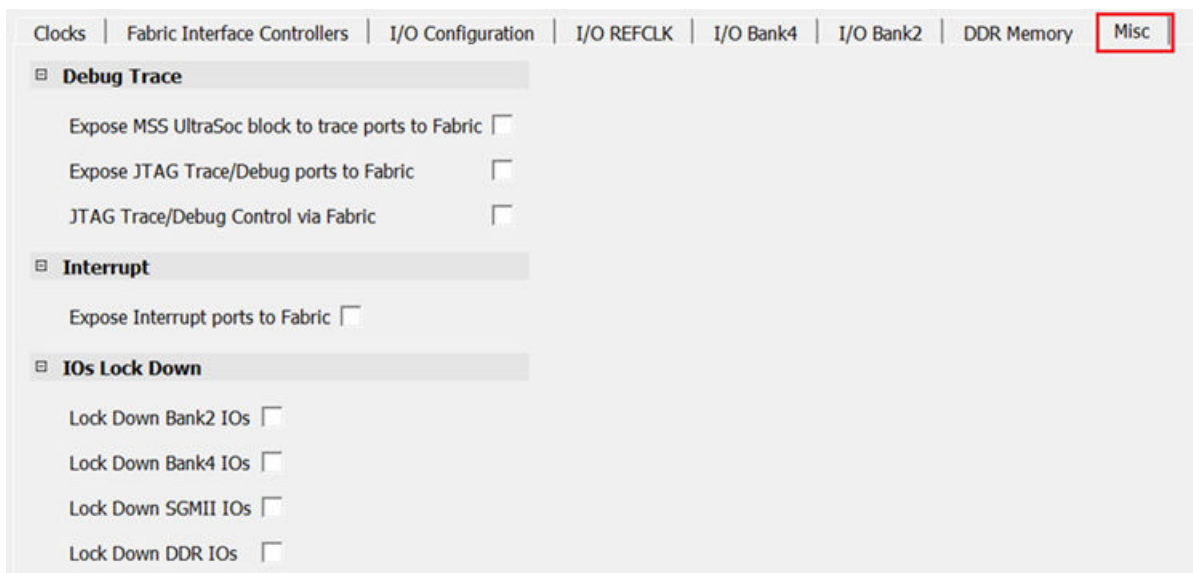 Clocks | Fabric Interface Controllers | I/O Configuration | I/O REFCLK | I/O Bank4 | I/O Bank2 | DDR Memory | Misc
Debug Trace
Expose MSS UltraSoc block to trace ports to Fabric
Expose JTAG Trace/Debug ports to Fabric
JTAG Trace/Debug Control via Fabric
Interrupt
Expose Interrupt ports to Fabric
IOs Lock Down
Lock Down Bank2 IOs
Lock Down Bank4 IOs
Lock Down SGMII IOs
Lock Down DDR IOs